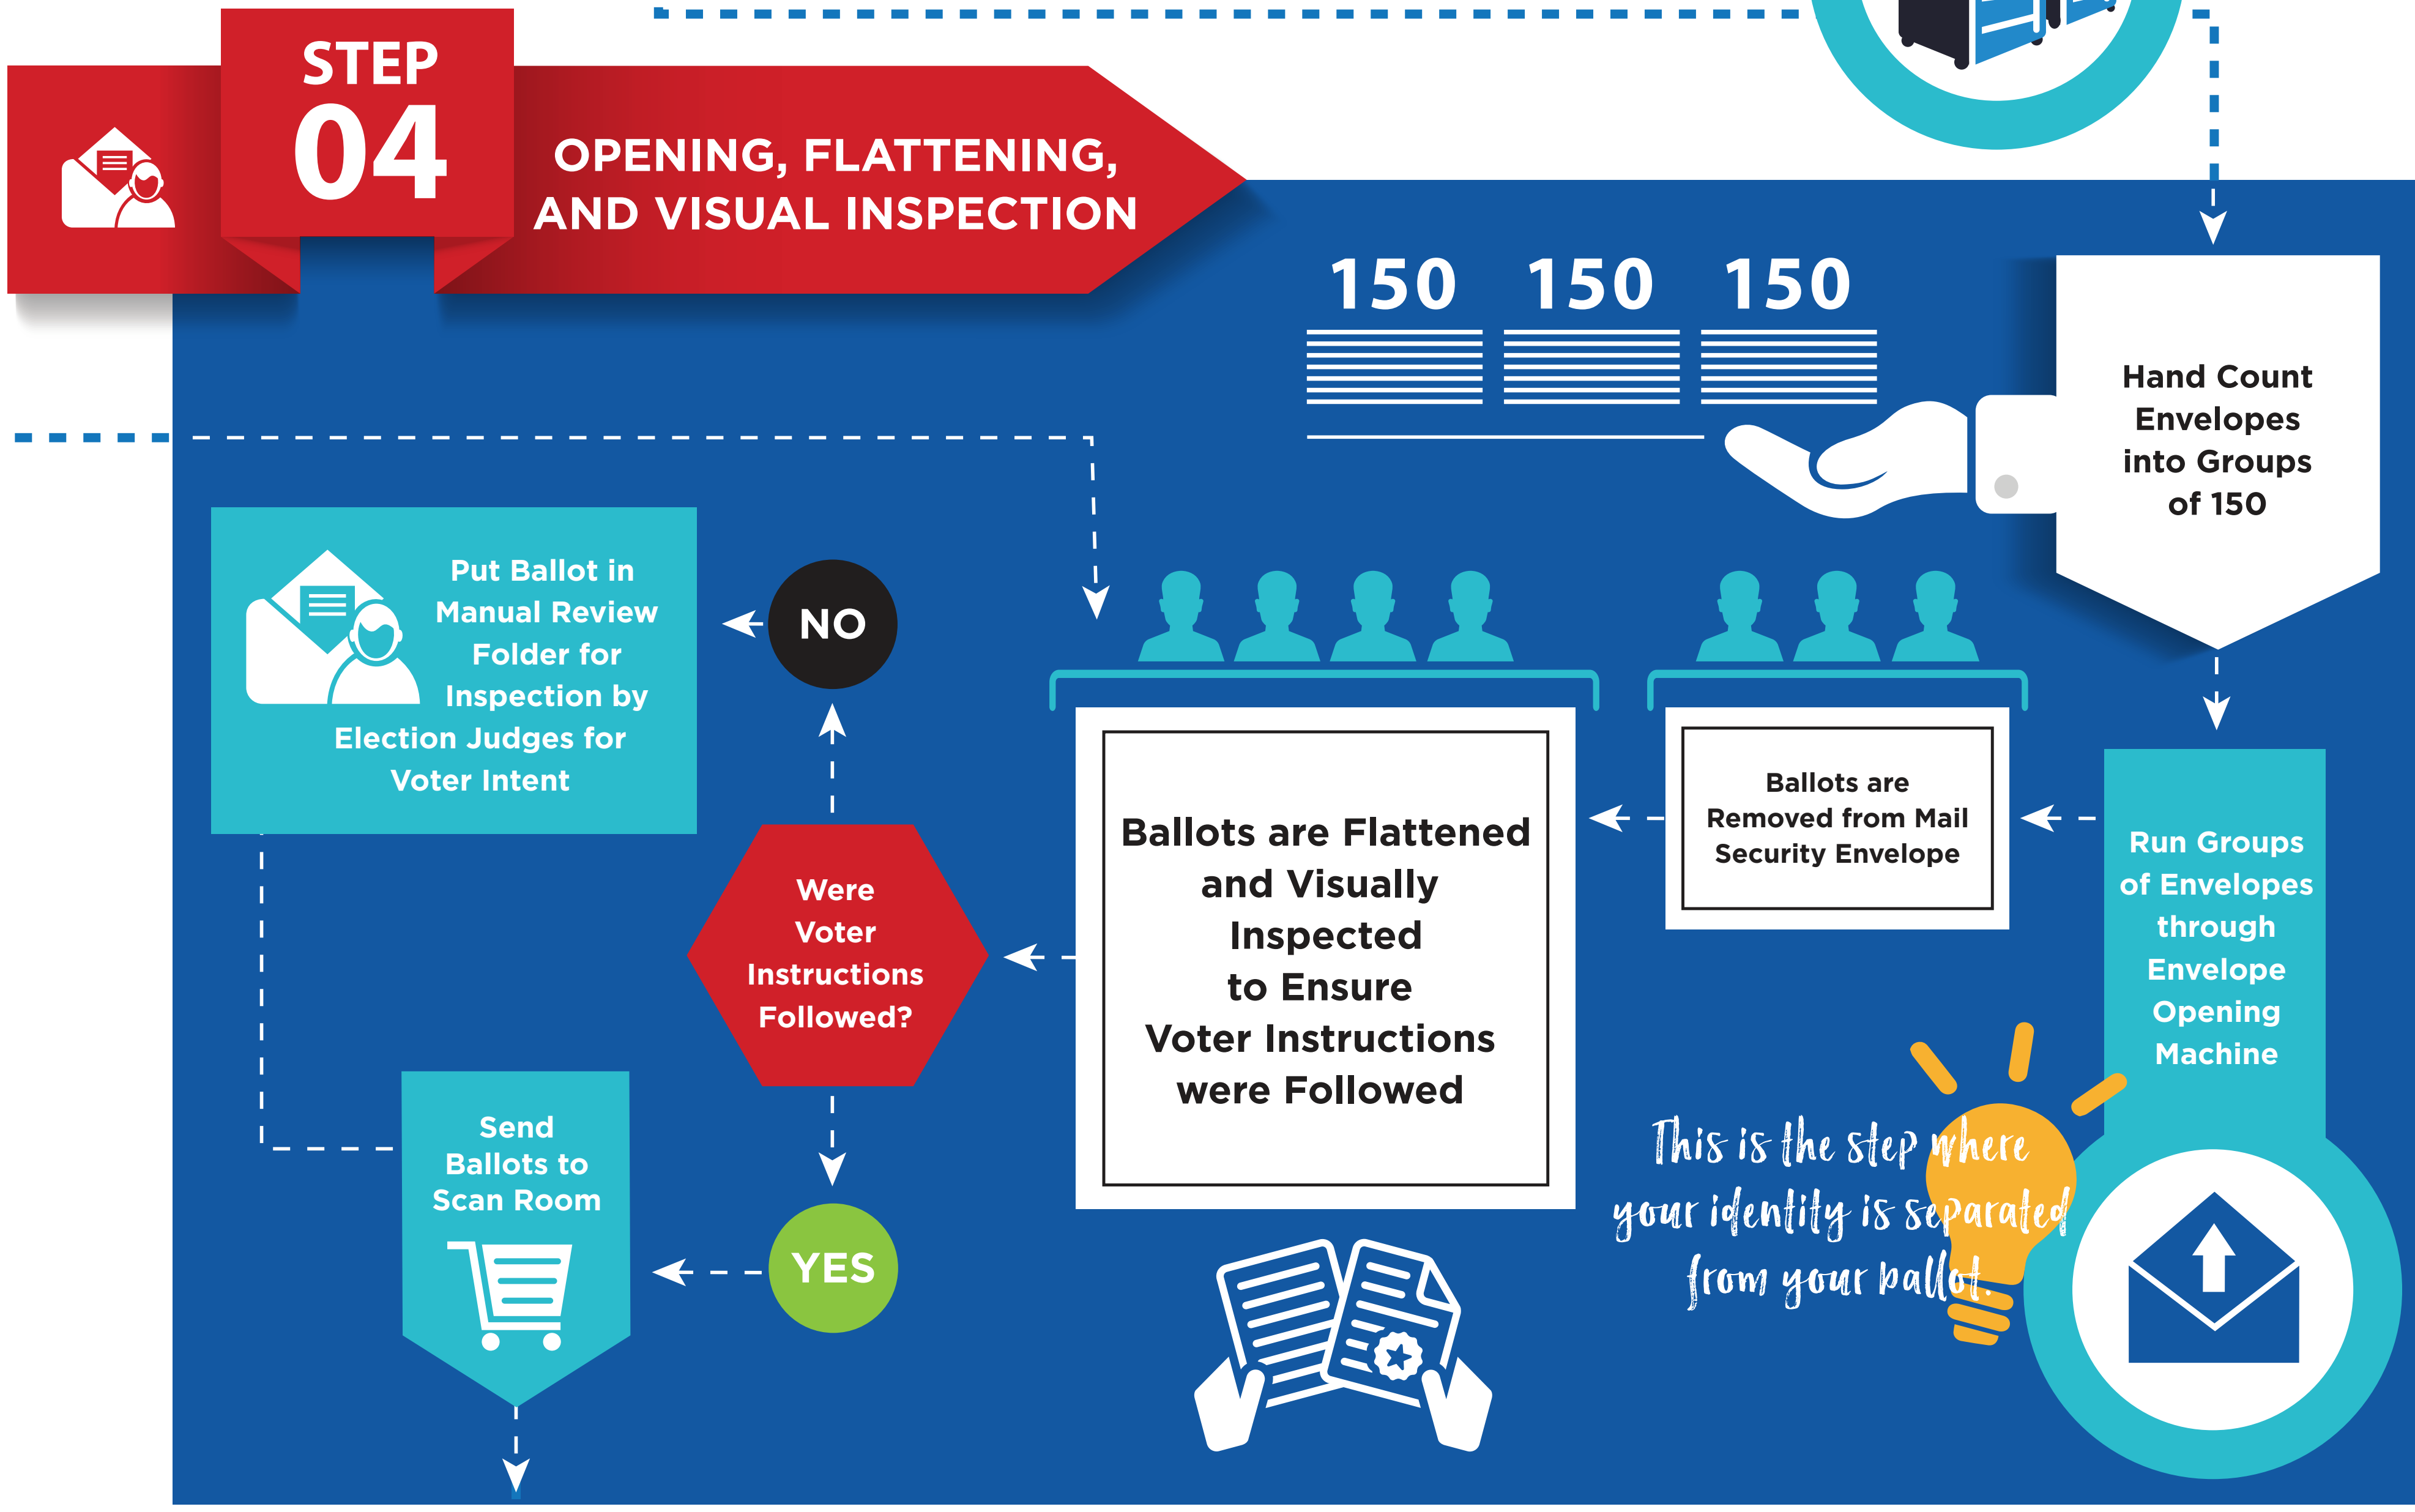 STEP
04
OPENING, FLATTENING,
AND VISUAL INSPECTION
150 150 150
Hand Count
Envelopes
into Groups
of 150
Run Groups
of Envelopes
through
Envelope
Opening
Machine
This is the step where
your identity is separated
from your ballot.
Ballots are
Removed from Mail
Security Envelope
Ballots are Flattened
and Visually
Inspected
to Ensure
Voter Instructions
were Followed
Were
Voter
Instructions
Followed?
NO
Put Ballot in
Manual Review
Folder for
Inspection by
Election Judges for
Voter Intent
YES
Send
Ballots to
Scan Room